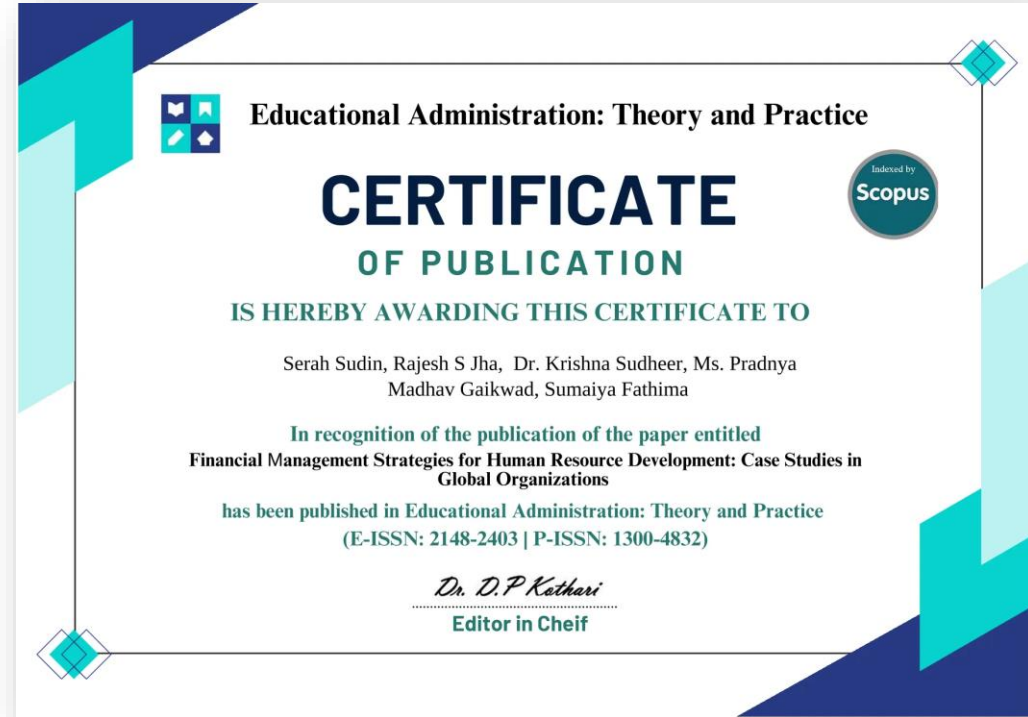 Educational Administration: Theory and Practice
Indexed by
Scopus
CERTIFICATE
OF PUBLICATION
IS HEREBY AWARDING THIS CERTIFICATE TO
Serah Sudin, Rajesh S Jha, Dr. Krishna Sudheer, Ms. Pradnya
Madhav Gaikwad, Sumaiya Fathima
In recognition of the publication of the paper entitled
Financial Management Strategies for Human Resource Development: Case Studies in
Global Organizations
has been published in Educational Administration: Theory and Practice
(E-ISSN: 2148-2403 | P-ISSN: 1300-4832)
Dr. D.P Kothari
Editor in Cheif